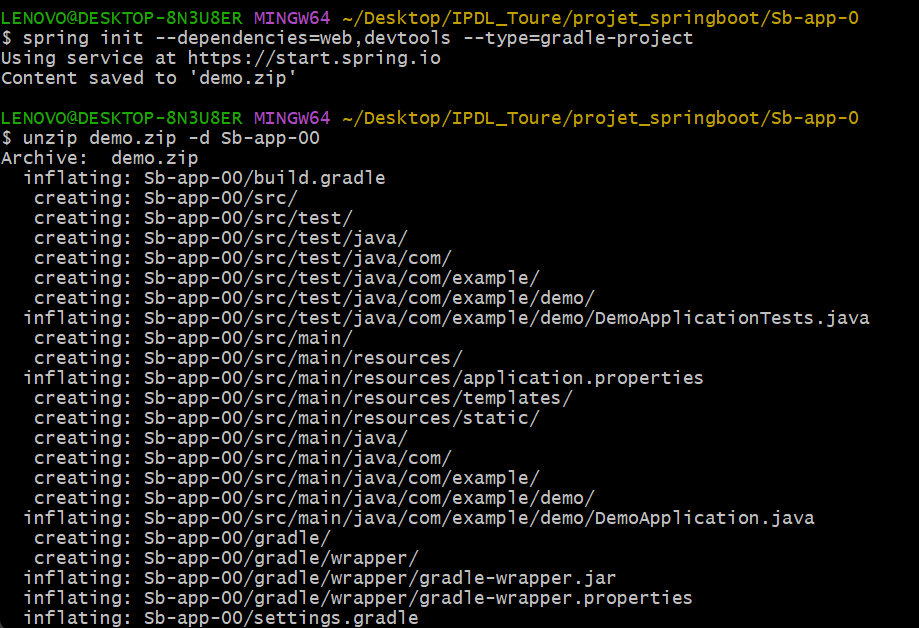 LENOVO@DESKTOP-8N3U8ER MINGW64 ~/Desktop/IPDL_Toure/projet_springboot/Sb-app-0
$ spring init --dependencies=web,devtools --type=gradle-project
Using service at https://start.spring.io
Content saved to 'demo.zip'

LENOVO@DESKTOP-8N3U8ER MINGW64 ~/Desktop/IPDL_Toure/projet_springboot/Sb-app-0
$ unzip demo.zip -d Sb-app-00
Archive:  demo.zip
  inflating: Sb-app-00/build.gradle
   creating: Sb-app-00/src/
   creating: Sb-app-00/src/test/
   creating: Sb-app-00/src/test/java/
   creating: Sb-app-00/src/test/java/com/
   creating: Sb-app-00/src/test/java/com/example/
   creating: Sb-app-00/src/test/java/com/example/demo/
  inflating: Sb-app-00/src/test/java/com/example/demo/DemoApplicationTests.java
   creating: Sb-app-00/src/main/
   creating: Sb-app-00/src/main/resources/
  inflating: Sb-app-00/src/main/resources/application.properties
   creating: Sb-app-00/src/main/resources/templates/
   creating: Sb-app-00/src/main/resources/static/
   creating: Sb-app-00/src/main/java/
   creating: Sb-app-00/src/main/java/com/
   creating: Sb-app-00/src/main/java/com/example/
   creating: Sb-app-00/src/main/java/com/example/demo/
  inflating: Sb-app-00/src/main/java/com/example/demo/DemoApplication.java
   creating: Sb-app-00/gradle/
   creating: Sb-app-00/gradle/wrapper/
  inflating: Sb-app-00/gradle/wrapper/gradle-wrapper.jar
  inflating: Sb-app-00/gradle/wrapper/gradle-wrapper.properties
  inflating: Sb-app-00/settings.gradle